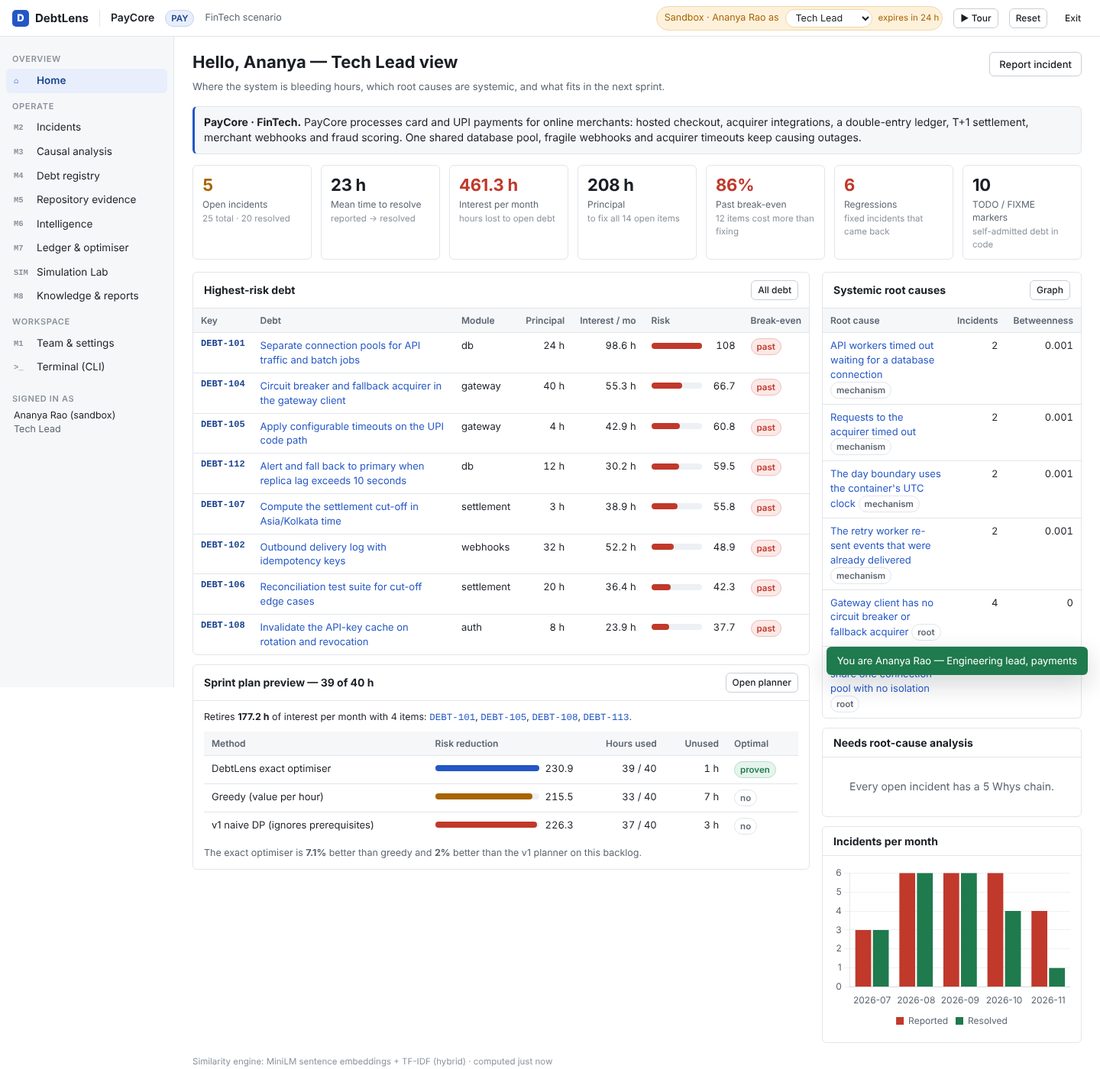 D DebtLens PayCore PAY FinTech scenario Sandbox · Ananya Rao as Tech Lead expires in 24 h ▶ Tour Reset Exit
OVERVIEW
⌂ Home
OPERATE
M2 Incidents
M3 Causal analysis
M4 Debt registry
M5 Repository evidence
M6 Intelligence
M7 Ledger & optimiser
SIM Simulation Lab
M8 Knowledge & reports
WORKSPACE
M1 Team & settings
>_ Terminal (CLI)
SIGNED IN AS
Ananya Rao (sandbox)
Tech Lead
Hello, Ananya — Tech Lead view
Report incident
Where the system is bleeding hours, which root causes are systemic, and what fits in the next sprint.
PayCore · FinTech. PayCore processes card and UPI payments for online merchants: hosted checkout, acquirer integrations, a double-entry ledger, T+1 settlement,
merchant webhooks and fraud scoring. One shared database pool, fragile webhooks and acquirer timeouts keep causing outages.
5
Open incidents
25 total · 20 resolved
23 h
Mean time to resolve
reported → resolved
461.3 h
Interest per month
hours lost to open debt
208 h
Principal
to fix all 14 open items
86%
Past break-even
12 items cost more than
fixing
6
Regressions
fixed incidents that
came back
10
TODO / FIXME
markers
self-admitted debt in
code
Highest-risk debt All debt
Key Debt Module Principal Interest / mo Risk Break-even
DEBT-101 Separate connection pools for API db 24 h 98.6 h 108 past
traffic and batch jobs
DEBT-104 Circuit breaker and fallback acquirer in gateway 40 h 55.3 h 66.7 past
the gateway client
DEBT-105 Apply configurable timeouts on the UPI gateway 4 h 42.9 h 60.8 past
code path
DEBT-112 Alert and fall back to primary when db 12 h 30.2 h 59.5 past
replica lag exceeds 10 seconds
DEBT-107 Compute the settlement cut-off in settlement 3 h 38.9 h 55.8 past
Asia/Kolkata time
DEBT-102 Outbound delivery log with webhooks 32 h 52.2 h 48.9 past
idempotency keys
DEBT-106 Reconciliation test suite for cut-off settlement 20 h 36.4 h 42.3 past
edge cases
DEBT-108 Invalidate the API-key cache on auth 8 h 23.9 h 37.7 past
rotation and revocation
Sprint plan preview — 39 of 40 h Open planner
Retires 177.2 h of interest per month with 4 items: DEBT-101, DEBT-105, DEBT-108, DEBT-113.
Method Risk reduction Hours used Unused Optimal
DebtLens exact optimiser 230.9 39 / 40 1 h proven
Greedy (value per hour) 215.5 33 / 40 7 h no
v1 naive DP (ignores prerequisites) 226.3 37 / 40 3 h no
The exact optimiser is 7.1% better than greedy and 2% better than the v1 planner on this backlog.
Systemic root causes Graph
Root cause Incidents Betweenness
API workers timed out 2 0.001
waiting for a database
connection
mechanism
Requests to the 2 0.001
acquirer timed out
mechanism
The day boundary uses 2 0.001
the container's UTC
clock mechanism
The retry worker re- 2 0.001
sent events that were
already delivered
mechanism
Gateway client has no 4 0
circuit breaker or
fallback acquirer root
You are Ananya Rao — Engineering lead, payments
share one connection
pool with no isolation
root
Needs root-cause analysis
Every open incident has a 5 Whys chain.
Incidents per month
6
5
4
3
2
1
0
2026-07 2026-08 2026-09 2026-10 2026-11
Reported Resolved
Similarity engine: MiniLM sentence embeddings + TF-IDF (hybrid) · computed just now